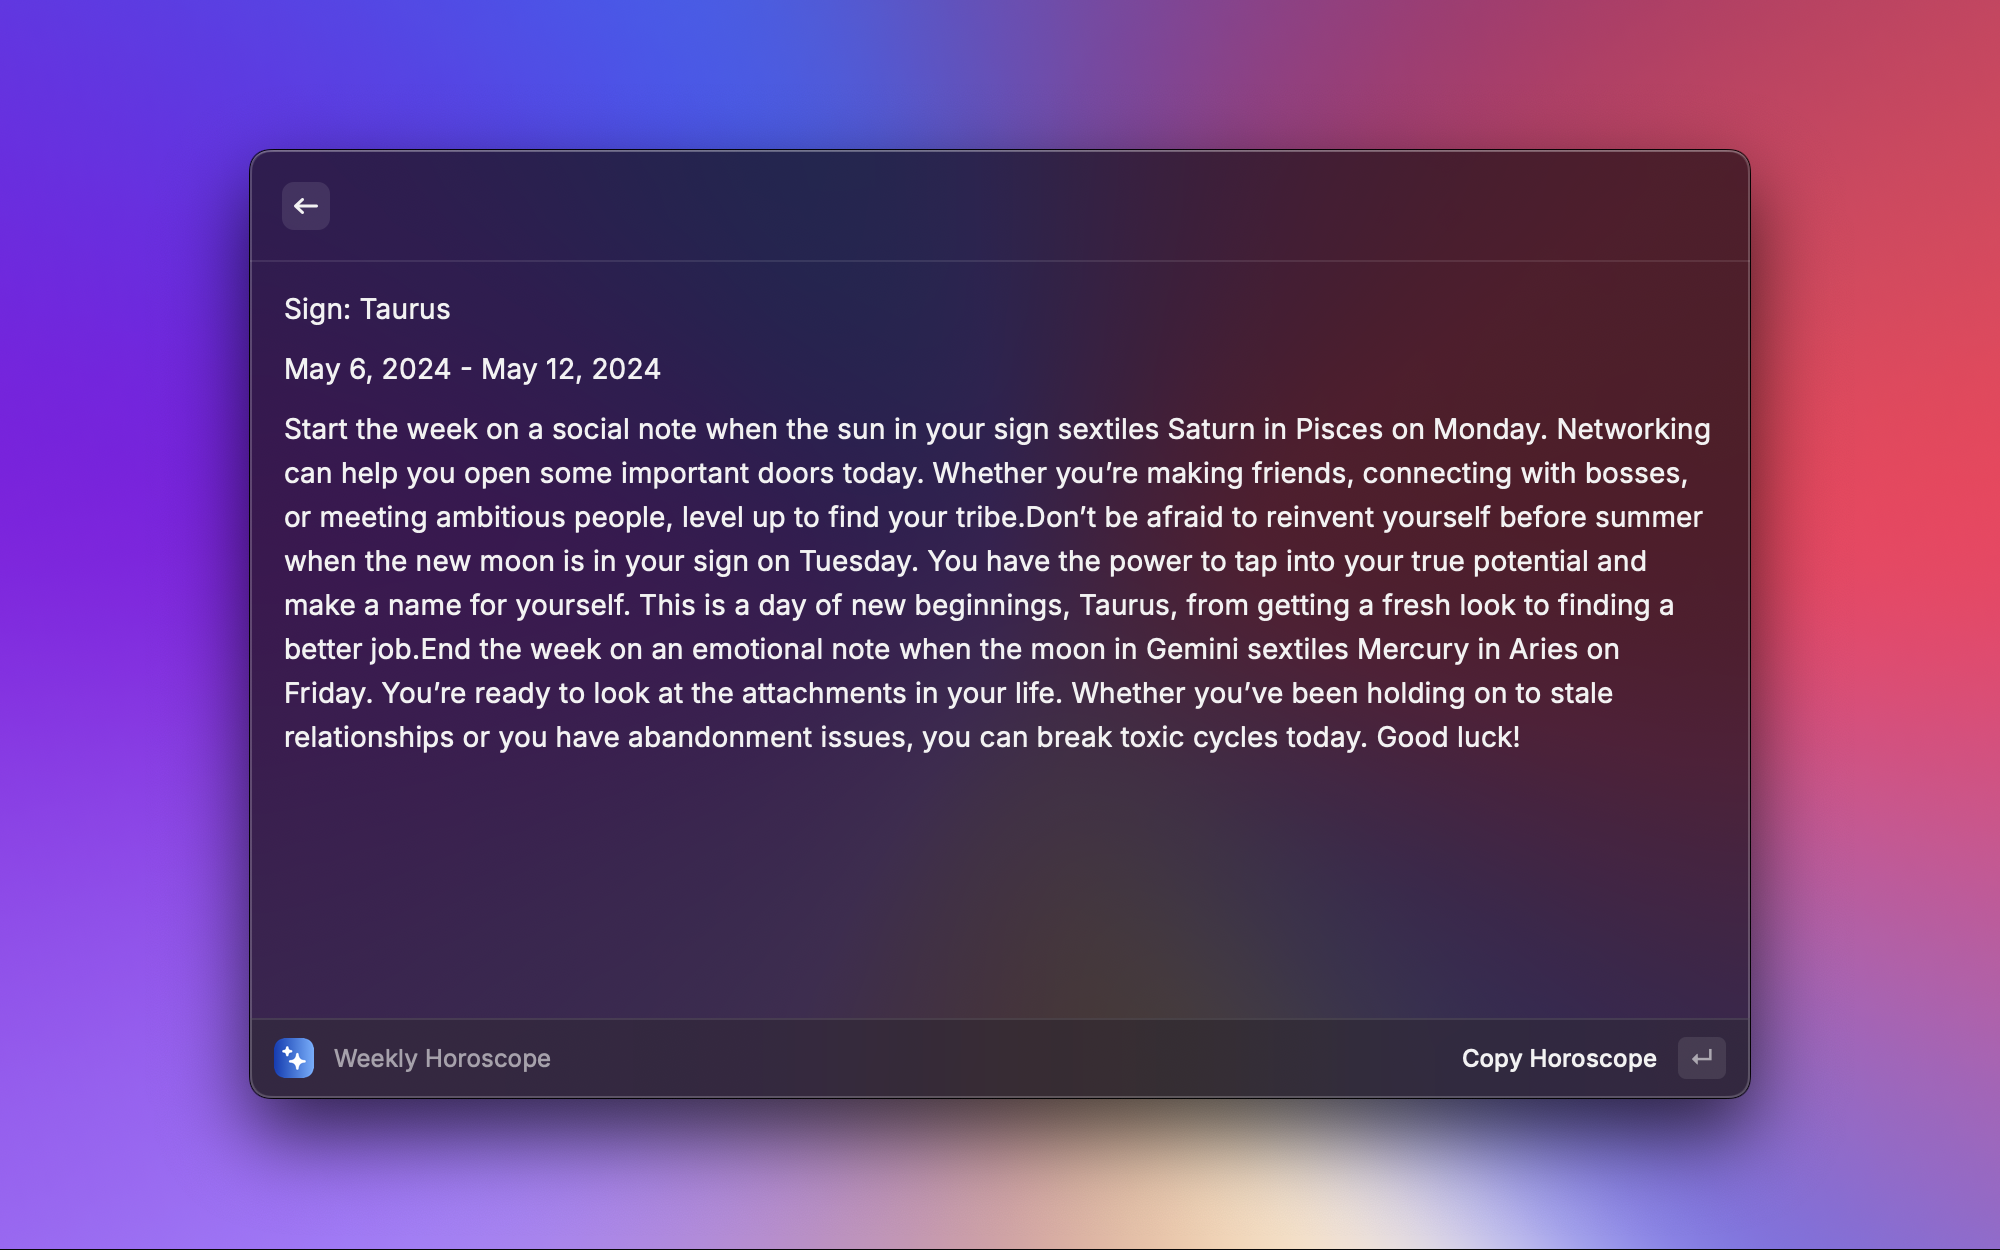 Sign: Taurus
May 6, 2024 - May 12, 2024
Start the week on a social note when the sun in your sign sextiles Saturn in Pisces on Monday. Networking
can help you open some important doors today. Whether you’re making friends, connecting with bosses,
or meeting ambitious people, level up to find your tribe.Don’t be afraid to reinvent yourself before summer
when the new moon is in your sign on Tuesday. You have the power to tap into your true potential and
make a name for yourself. This is a day of new beginnings, Taurus, from getting a fresh look to finding a
better job.End the week on an emotional note when the moon in Gemini sextiles Mercury in Aries on
Friday. You’re ready to look at the attachments in your life. Whether you’ve been holding on to stale
relationships or you have abandonment issues, you can break toxic cycles today. Good luck!
Weekly Horoscope
Copy Horoscope